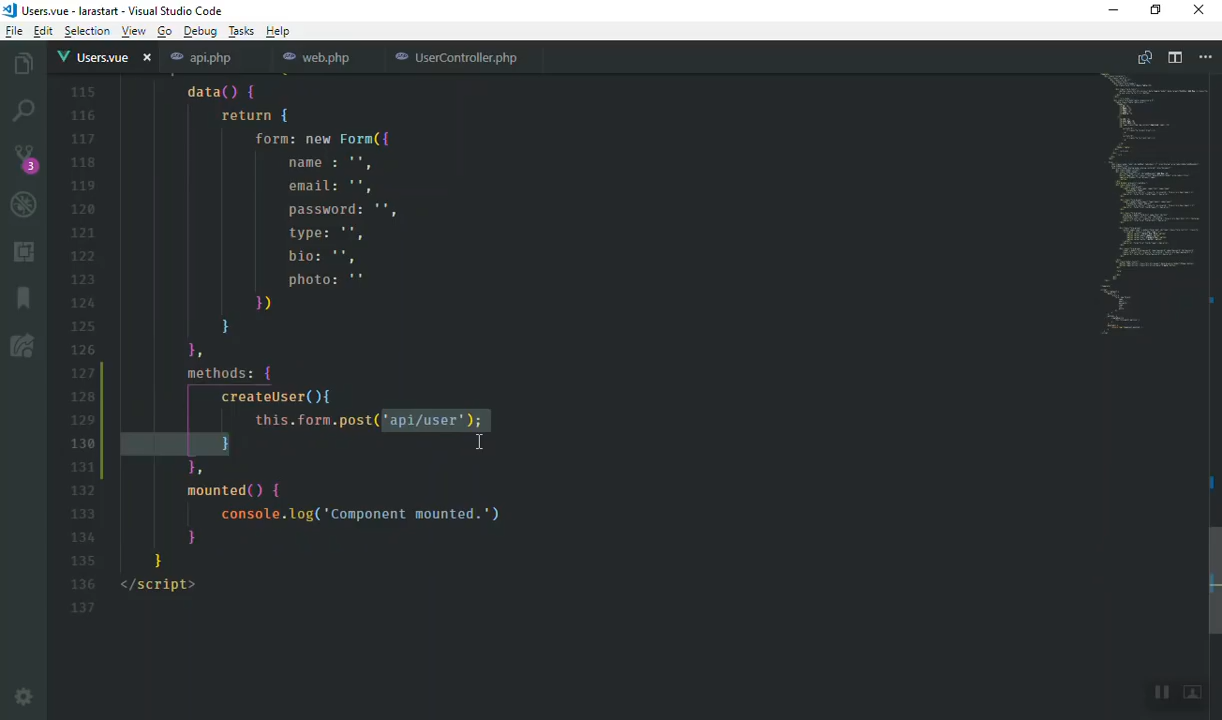 Users.vue - larastart - Visual Studio Code
File Edit Selection View Go Debug Tasks Help
Users.vue × api.php web.php UserController.php
3
115 data() {
116 return {
117 form: new Form({
118 name : '',
119 email: '',
120 password: '',
121 type: '',
122 bio: '',
123 photo: ''
124 })
125 }
126 },
127 methods: {
128 createUser(){
129 this.form.post('api/user');
130 }
131 },
132 mounted() {
133 console.log('Component mounted.')
134 }
135 }
136 </script>
137